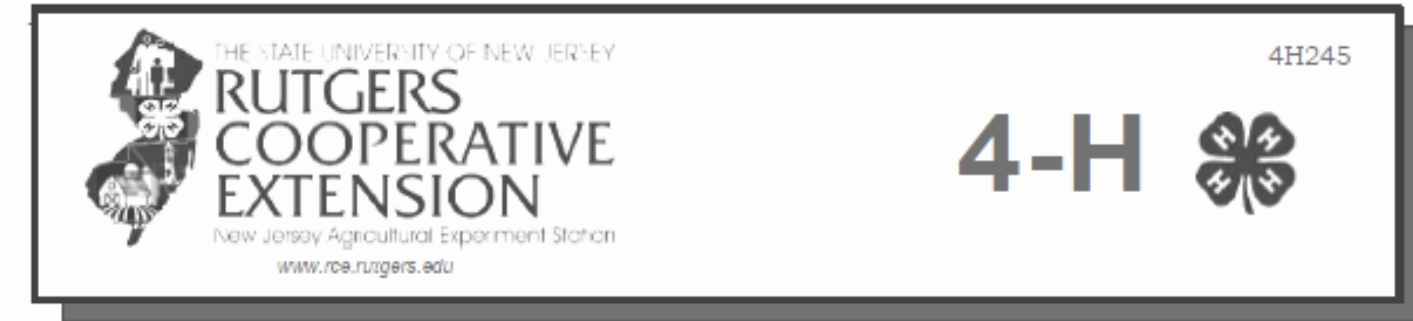 THE STATE UNIVERSITY OF NEW JERSEY
RUTGERS
COOPERATIVE
EXTENSION
New Jersey Agricultural Experiment Station
www.rce.rutgers.edu
4H245
4-H
H H
H H